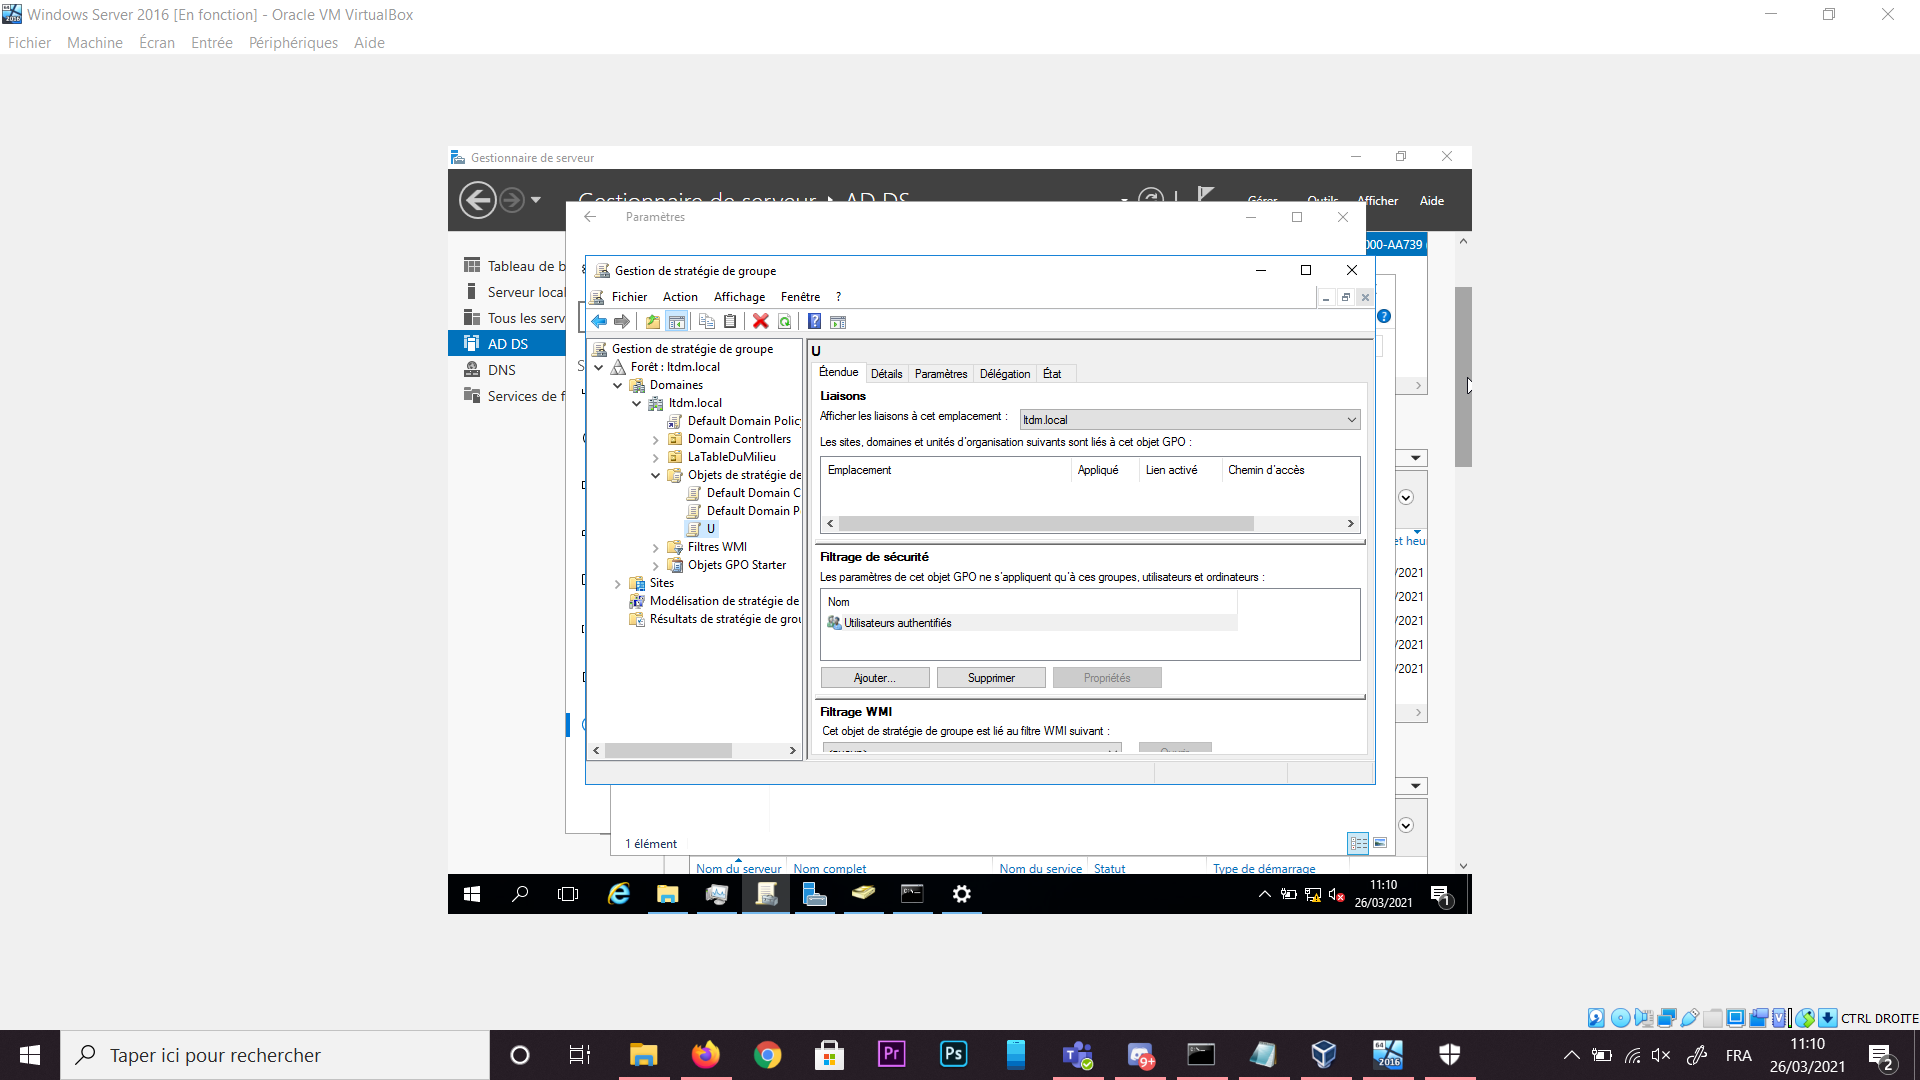 Windows Server 2016 [En fonction] - Oracle VM VirtualBox
Fichier Machine Écran Entrée Périphériques Aide
Gestionnaire de serveur
Gestionnaire de serveur ▸ AD DS
Gérer Outils Afficher Aide
Paramètres
000-AA739
Tableau de b
Serveur local
Tous les serv
AD DS
DNS
Services de f
Gestion de stratégie de groupe
Fichier Action Affichage Fenêtre ?
Gestion de stratégie de groupe
Forêt : ltdm.local
Domaines
ltdm.local
Default Domain Policy
Domain Controllers
LaTableDuMilieu
Objets de stratégie de
Default Domain C
Default Domain P
U
Filtres WMI
Objets GPO Starter
Sites
Modélisation de stratégie de
Résultats de stratégie de grou
U
Étendue Détails Paramètres Délégation État
Liaisons
Afficher les liaisons à cet emplacement : ltdm.local
Les sites, domaines et unités d'organisation suivants sont liés à cet objet GPO :
Emplacement Appliqué Lien activé Chemin d'accès
Filtrage de sécurité
Les paramètres de cet objet GPO ne s'appliquent qu'à ces groupes, utilisateurs et ordinateurs :
Nom
Utilisateurs authentifiés
Ajouter... Supprimer Propriétés
Filtrage WMI
Cet objet de stratégie de groupe est lié au filtre WMI suivant :
et heu
/2021
/2021
/2021
/2021
/2021
1 élément
Nom du serveur Nom complet Nom du service Statut Type de démarrage
11:10
26/03/2021
1
CTRL DROITE
Taper ici pour rechercher
Pr
Ps
9+
64
2016
FRA
11:10
26/03/2021
2